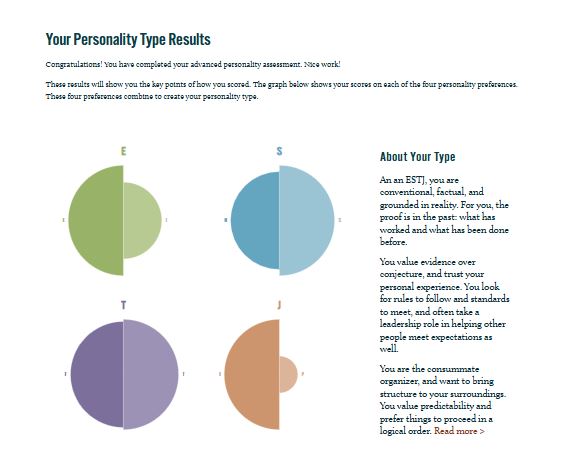 Your Personality Type Results
Congratulations! You have completed your advanced personality assessment. Nice work!
These results will show you the key points of how you scored. The graph below shows your scores on each of the four personality preferences.
These four preferences combine to create your personality type.
E
S
T
J
About Your Type
An an ESTJ, you are
conventional, factual, and
grounded in reality. For you, the
proof is in the past: what has
worked and what has been done
before.
You value evidence over
conjecture, and trust your
personal experience. You look
for rules to follow and standards
to meet, and often take a
leadership role in helping other
people meet expectations as
well.
You are the consummate
organizer, and want to bring
structure to your surroundings.
You value predictability and
prefer things to proceed in a
logical order. Read more >